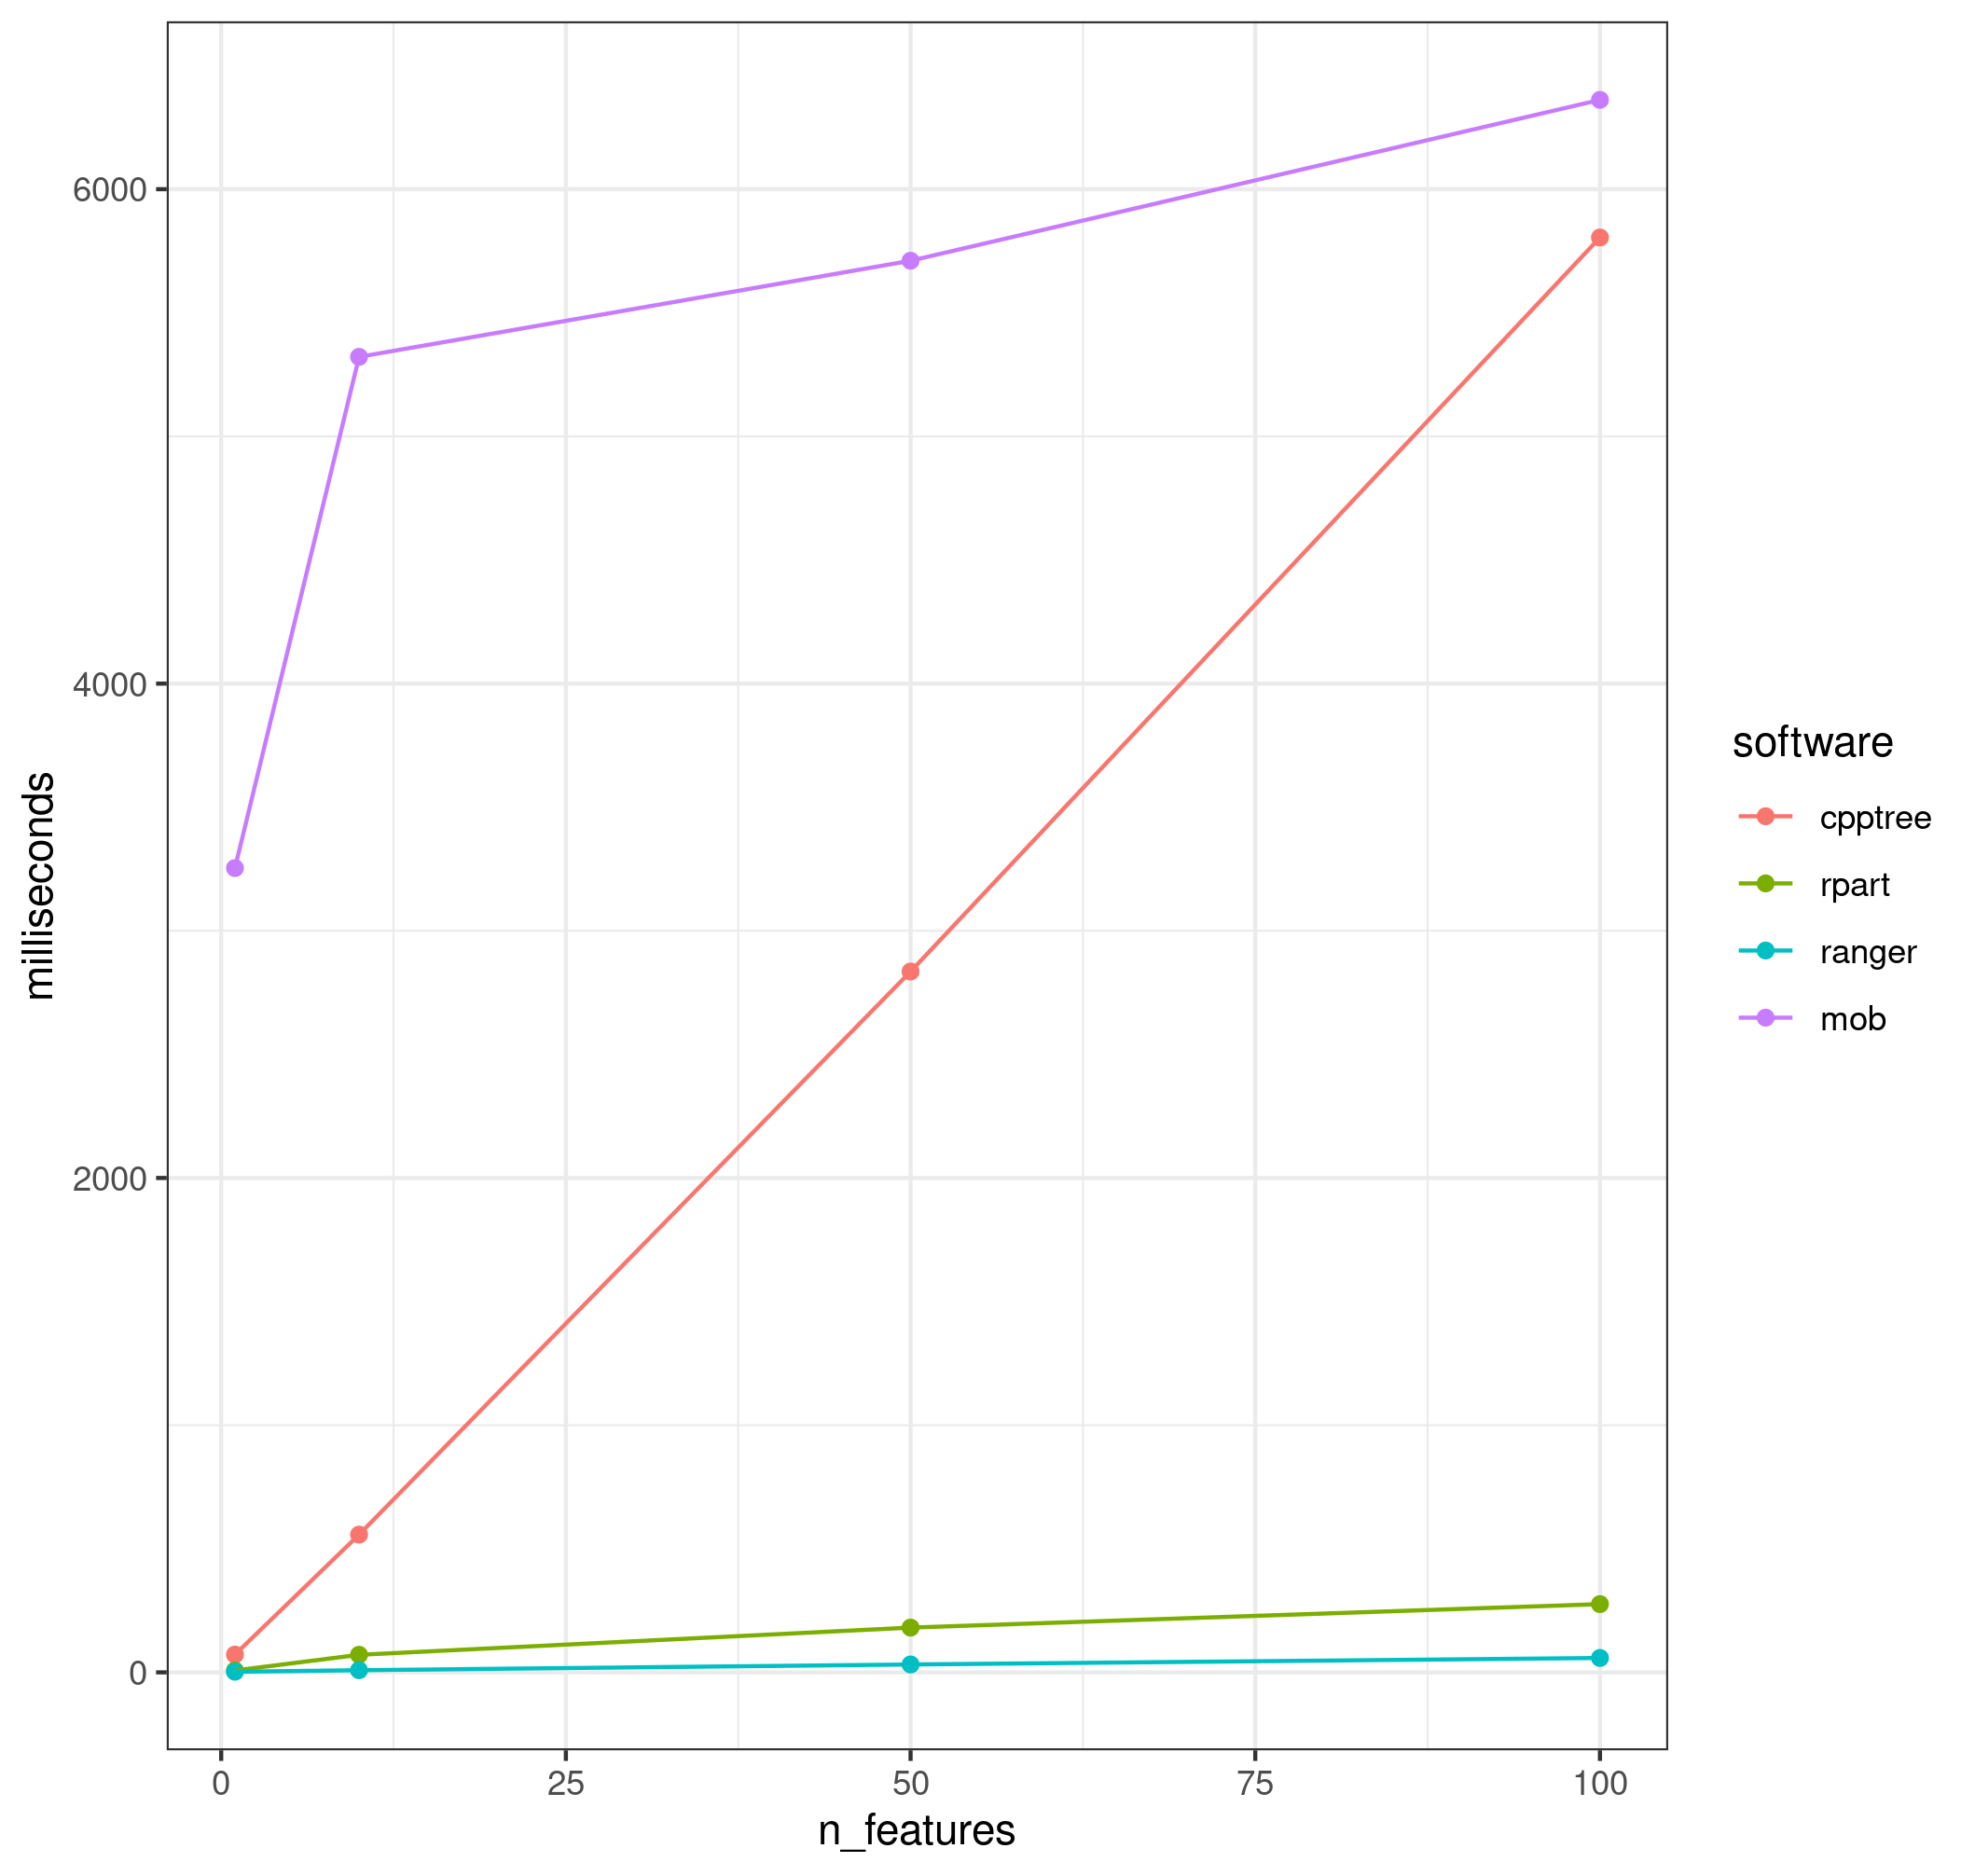 milliseconds
6000
4000
2000
0
0 25 50 75 100
n_features
software
cpptree
rpart
ranger
mob